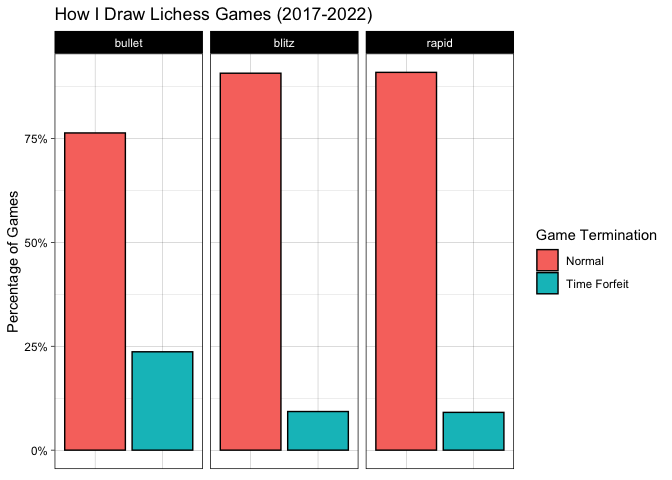 How I Draw Lichess Games (2017-2022)
bullet
blitz
rapid
Percentage of Games
75%
50%
25%
0%
Game Termination
Normal
Time Forfeit